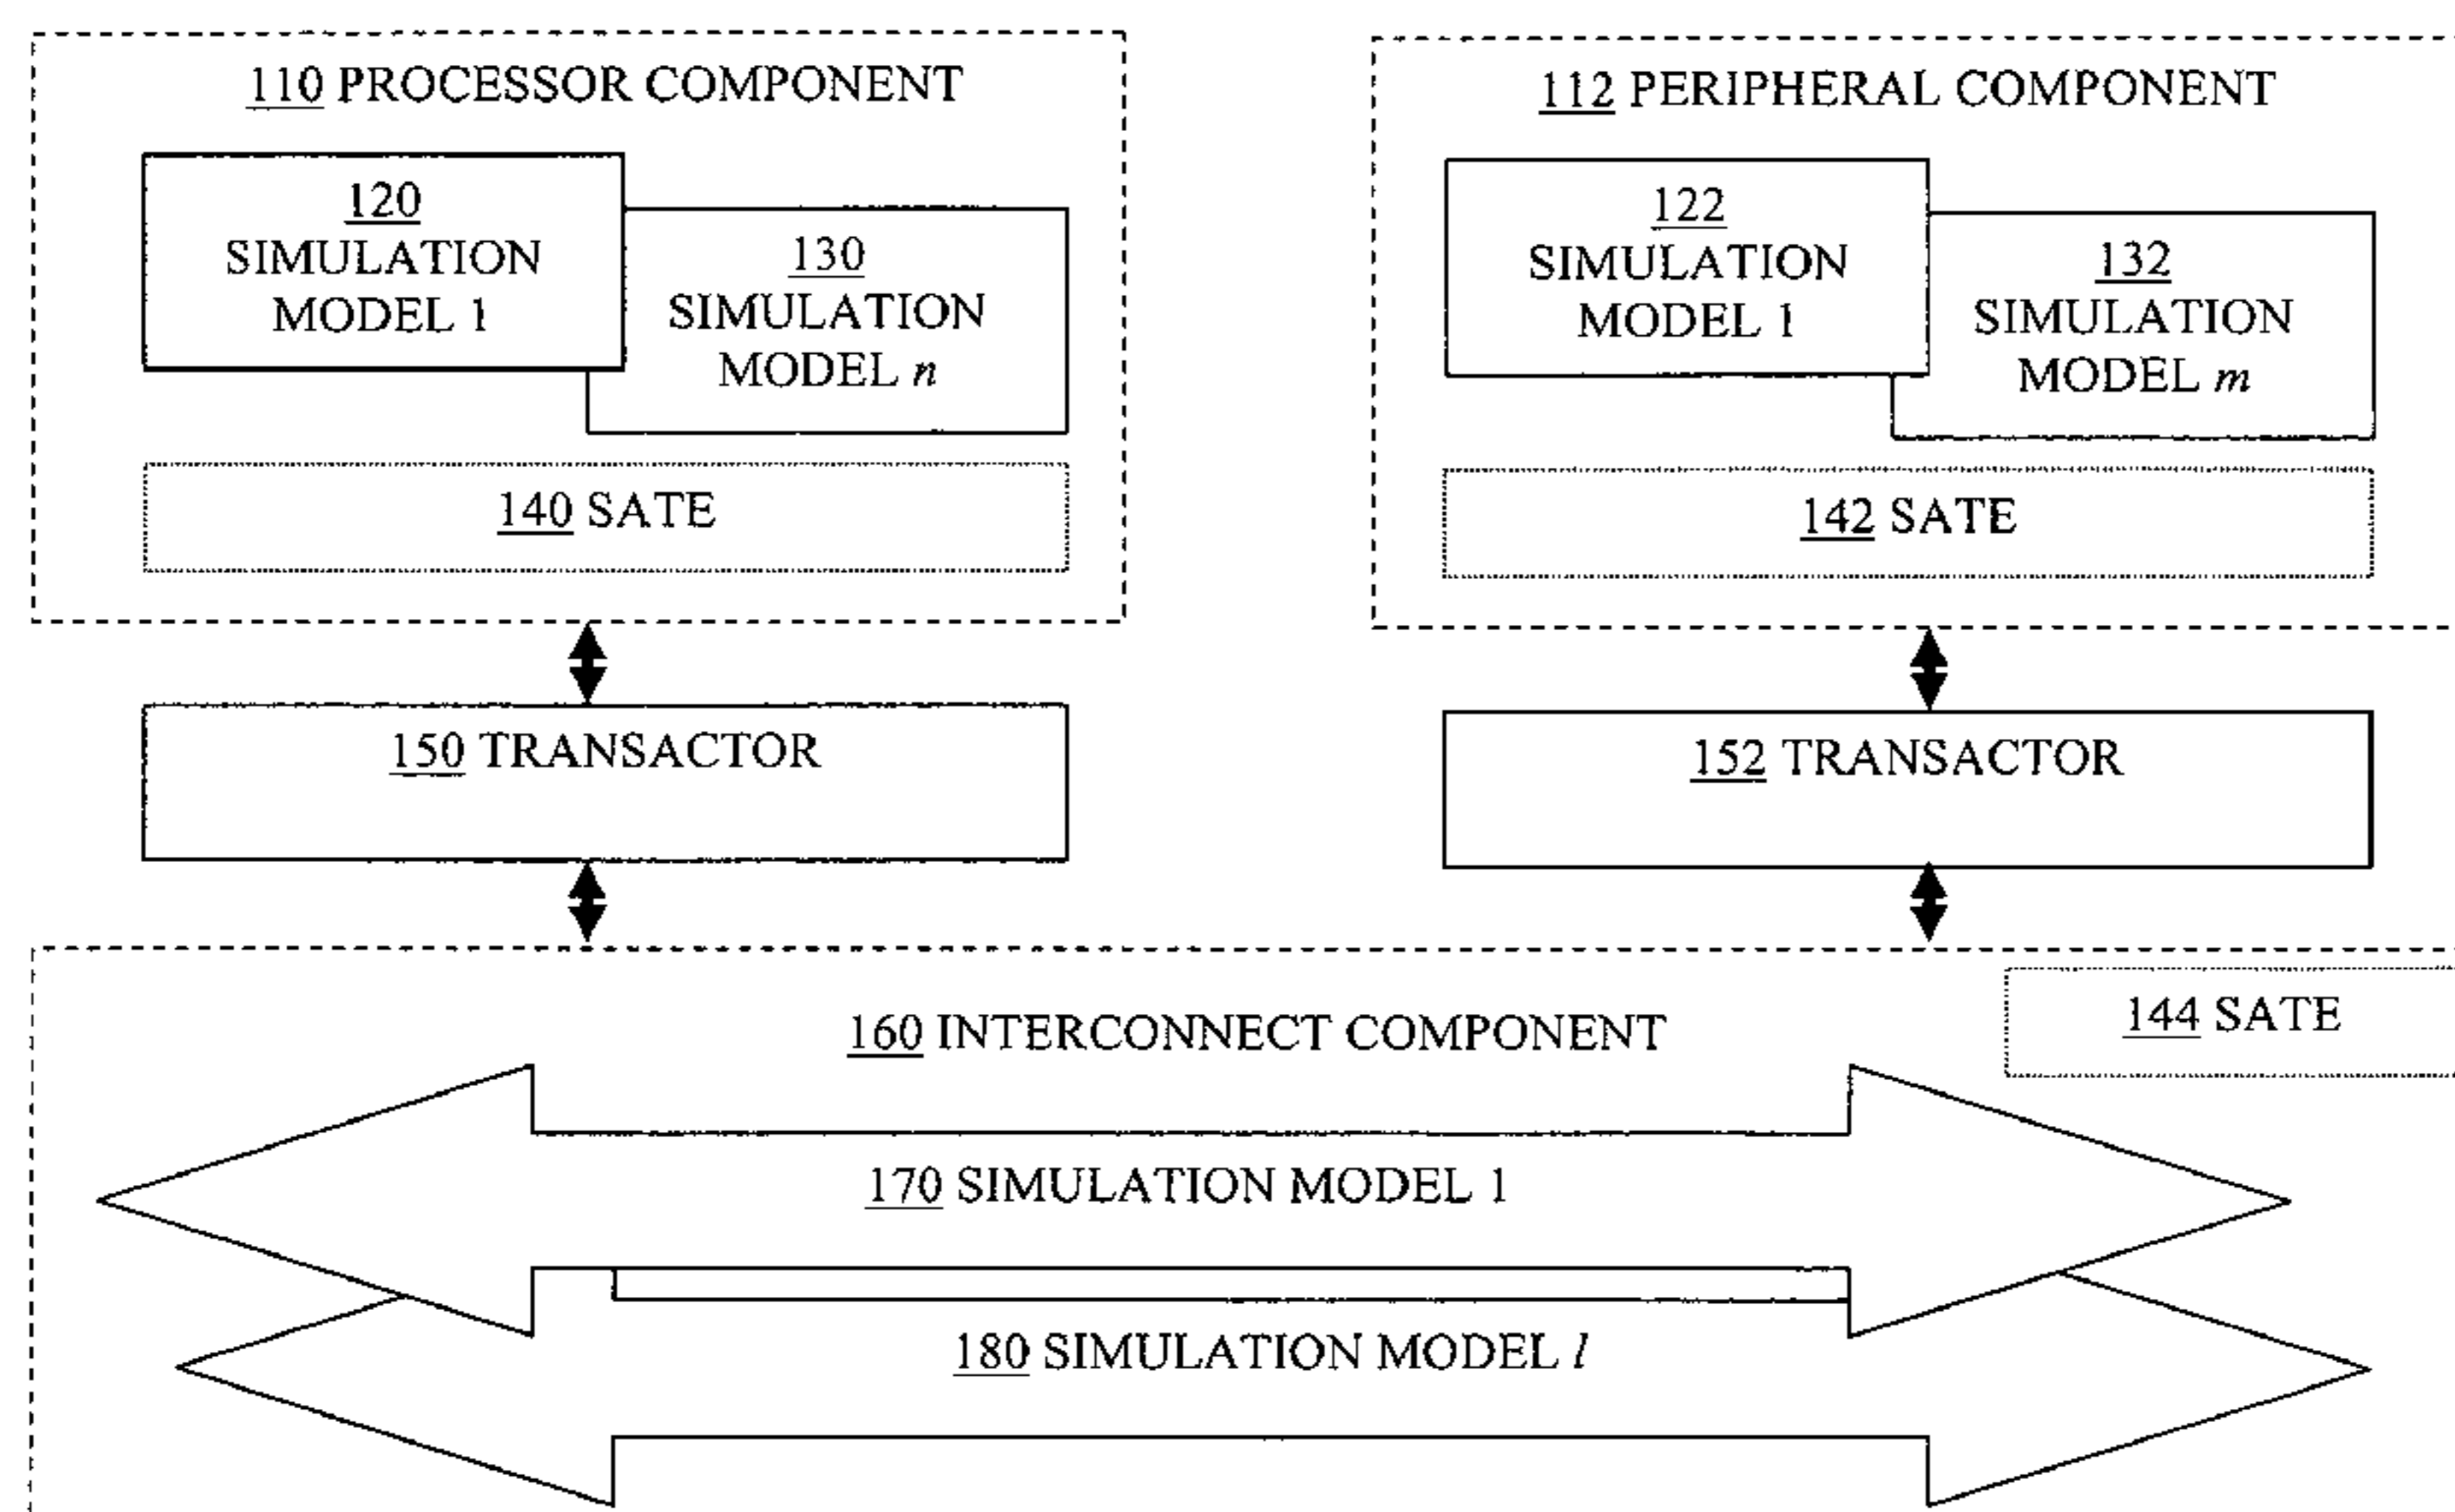 110 PROCESSOR COMPONENT
120
SIMULATION
MODEL 1
130
SIMULATION
MODEL n
140 SATE
112 PERIPHERAL COMPONENT
122
SIMULATION
MODEL 1
132
SIMULATION
MODEL m
142 SATE
150 TRANSACTOR
152 TRANSACTOR
160 INTERCONNECT COMPONENT
144 SATE
170 SIMULATION MODEL 1
180 SIMULATION MODEL l